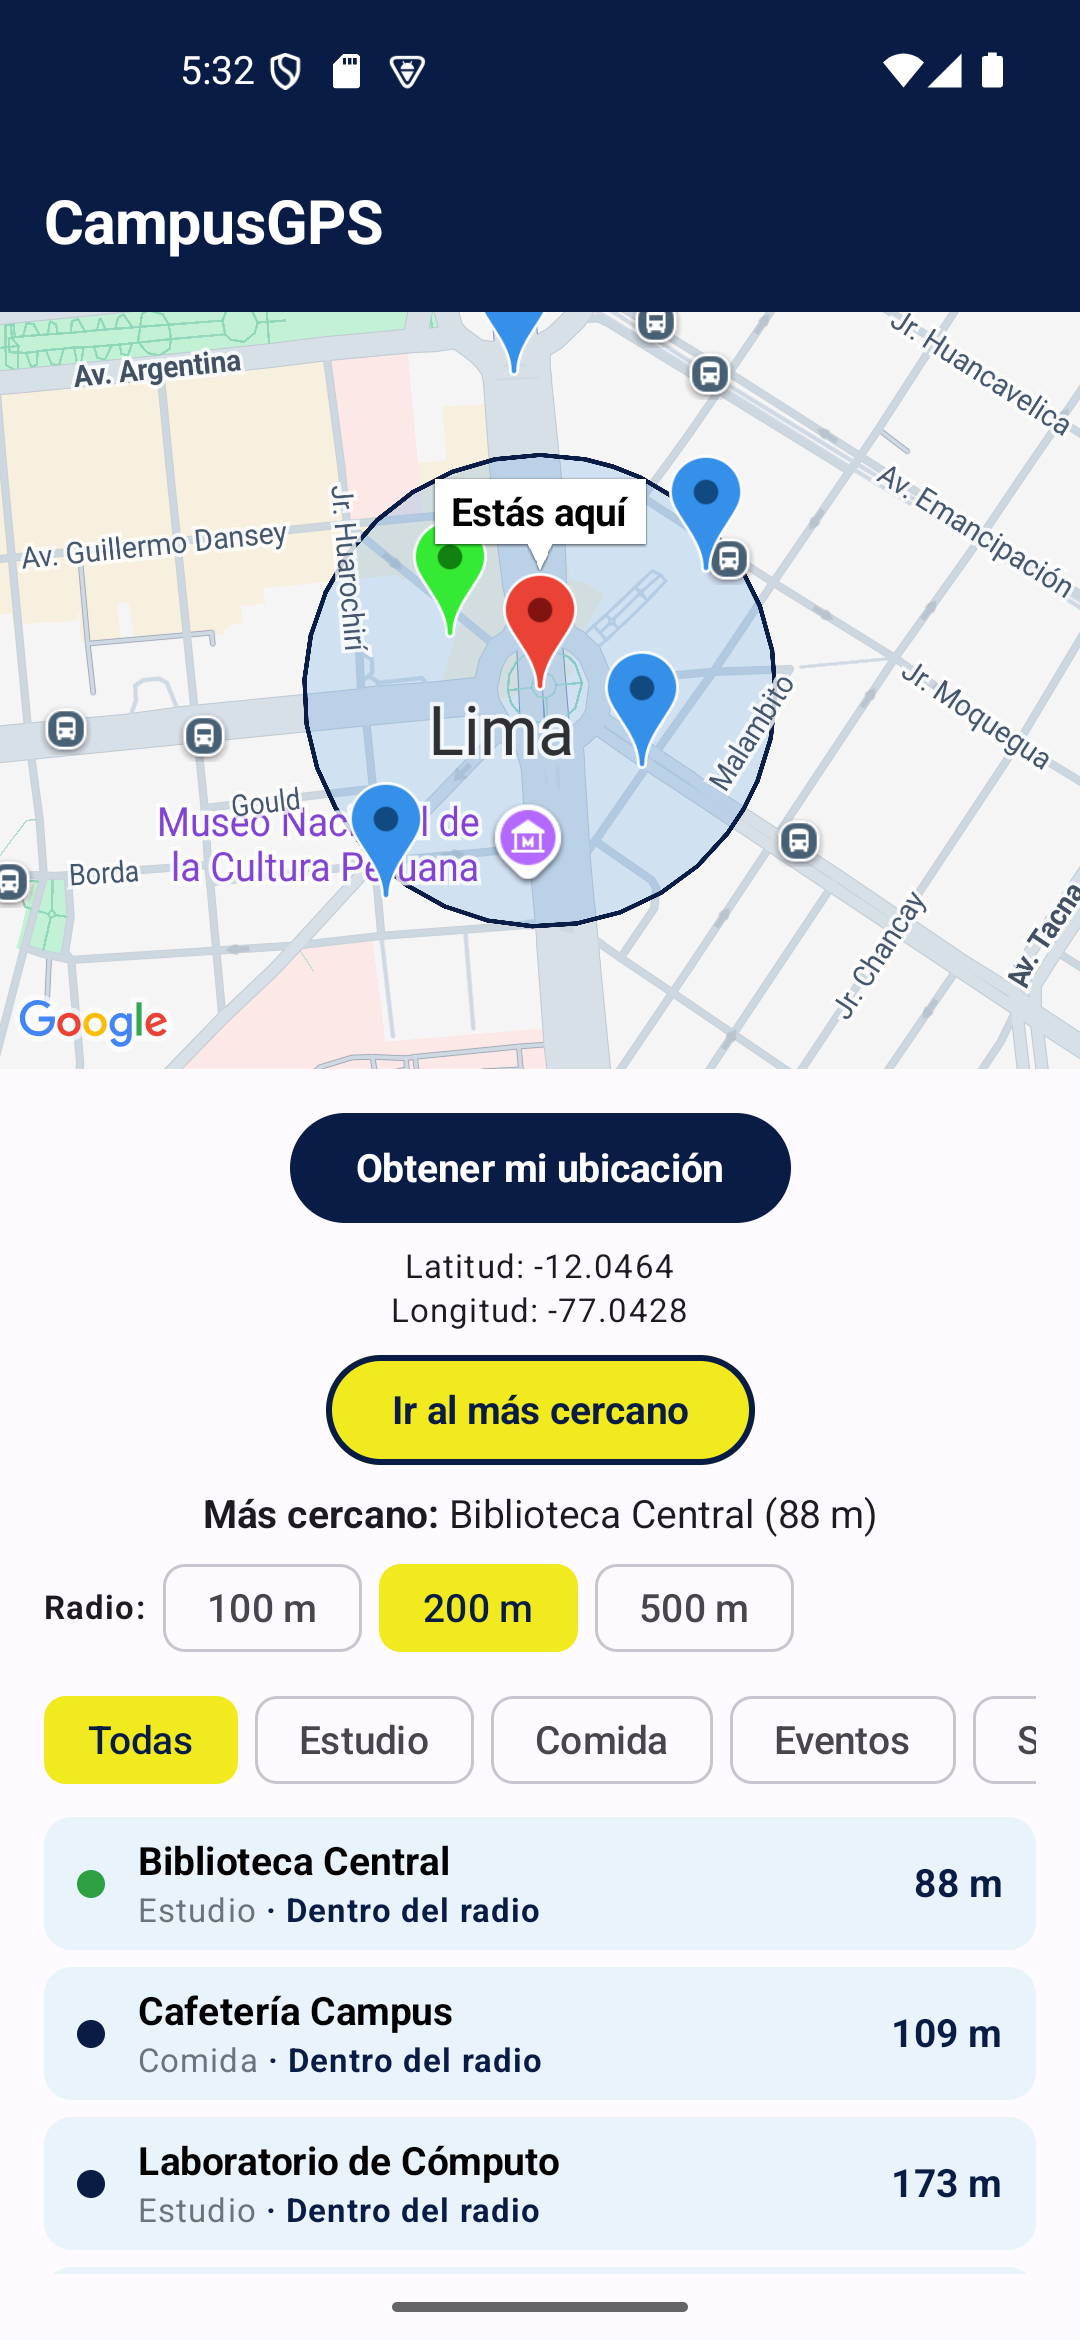 5:32
CampusGPS
Av. Argentina
Jr. Huancavelica
Av. Emancipación
Estás aquí
Jr. Huarochirí
Av. Guillermo Dansey
Jr. Moquegua
Malambito
Lima
Gould
Museo Nac l de
la Cultura Pe uana
Borda
Jr. Chancay
Av. Tacna
Google
Obtener mi ubicación
Latitud: -12.0464
Longitud: -77.0428
Ir al más cercano
Más cercano: Biblioteca Central (88 m)
Radio: 100 m 200 m 500 m
Todas Estudio Comida Eventos S
Biblioteca Central
Estudio · Dentro del radio
88 m
Cafetería Campus
Comida · Dentro del radio
109 m
Laboratorio de Cómputo
Estudio · Dentro del radio
173 m